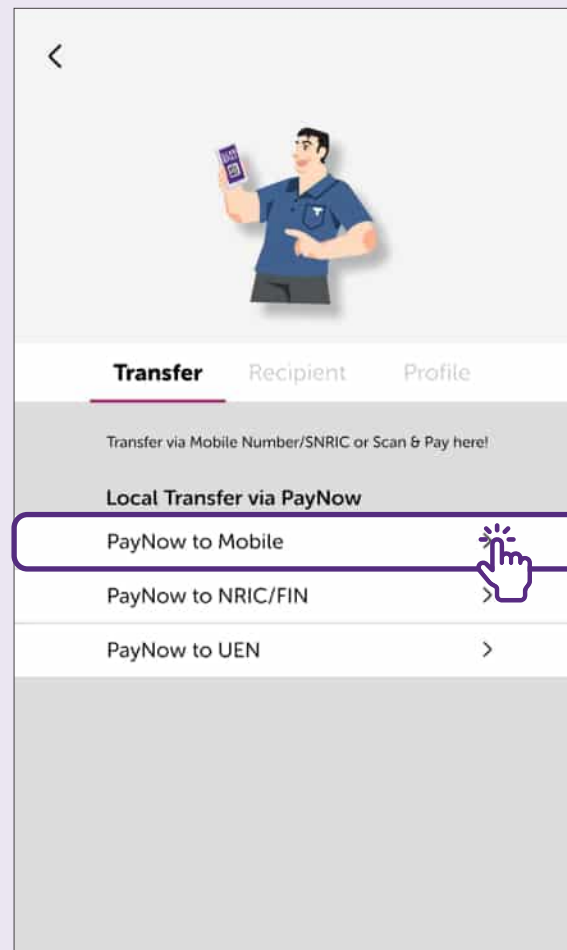 Transfer Recipient Profile
Transfer via Mobile Number/SNRIC or Scan & Pay here!
Local Transfer via PayNow
PayNow to Mobile
PayNow to NRIC/FIN
PayNow to UEN